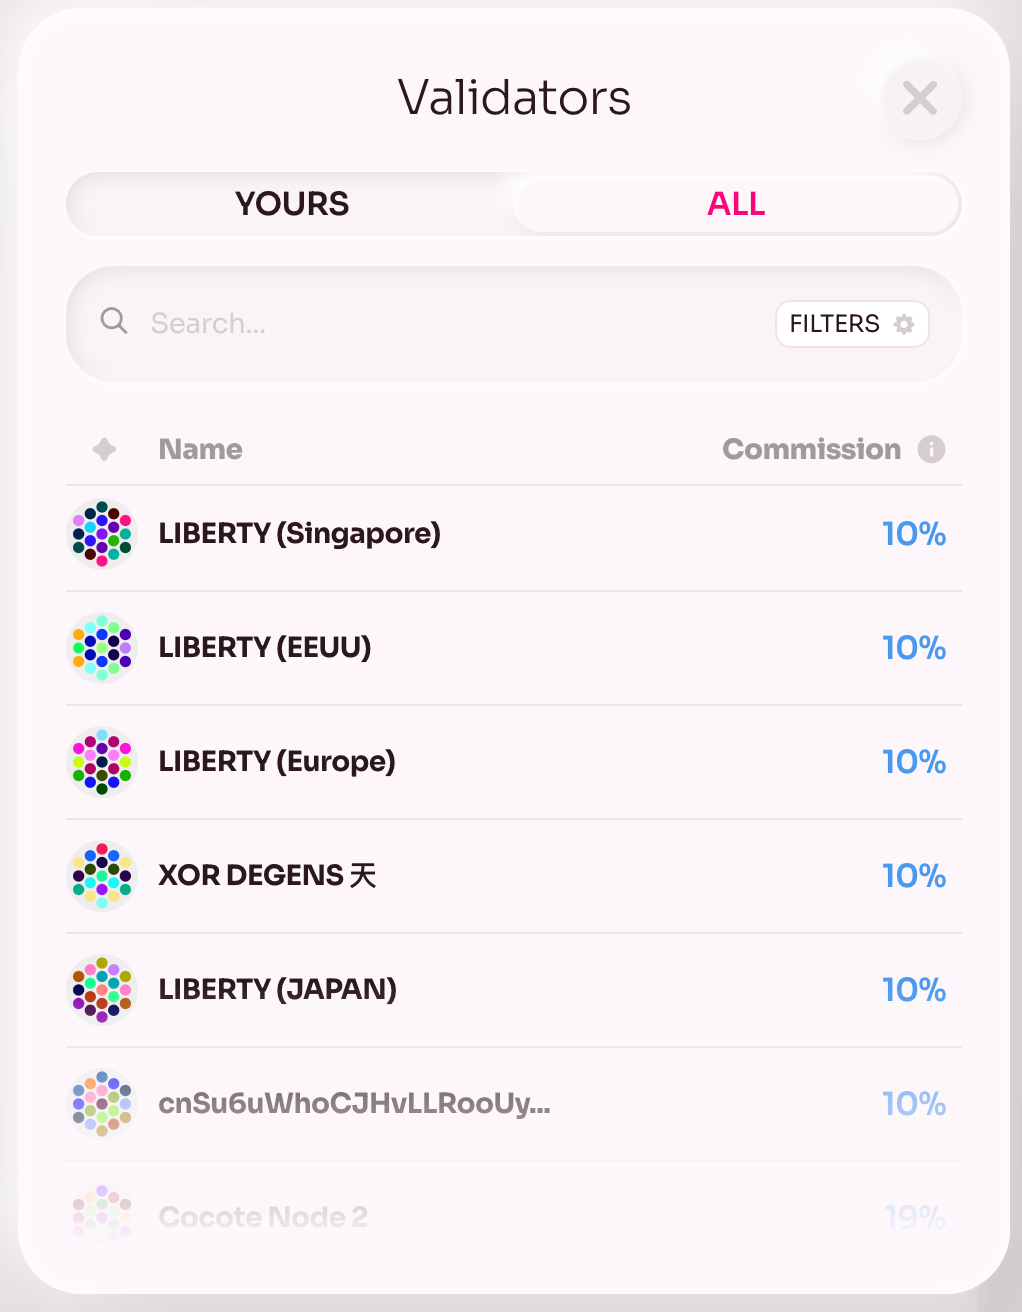 Validators
YOURS ALL
Search... FILTERS
Name Commission
LIBERTY (Singapore) 10%
LIBERTY (EEUU) 10%
LIBERTY (Europe) 10%
XOR DEGENS 天 10%
LIBERTY (JAPAN) 10%
cnSu6uWhoCJHvLLRooUy... 10%
Cocote Node 2 19%